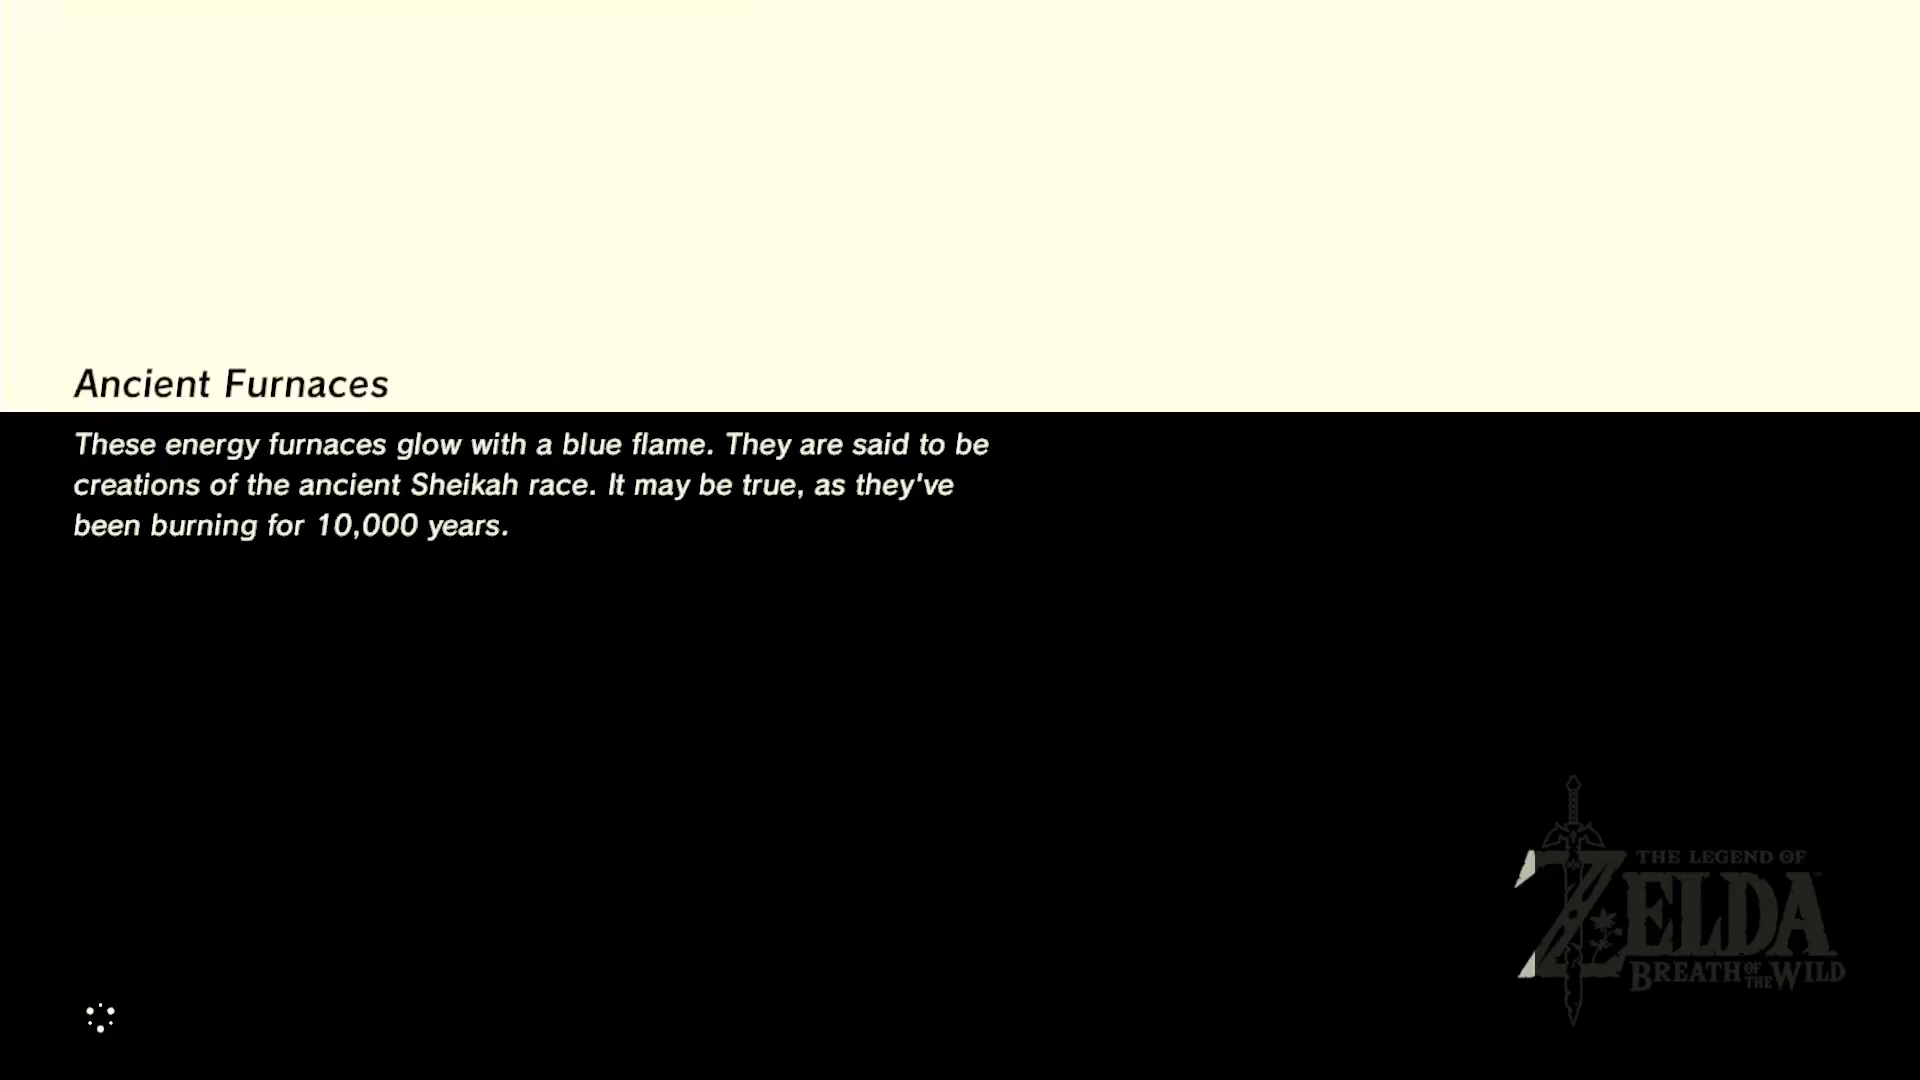 Ancient Furnaces
These energy furnaces glow with a blue flame. They are said to be
creations of the ancient Sheikah race. It may be true, as they've
been burning for 10,000 years.
THE LEGEND OF
ZELDA
BREATH OF THE WILD